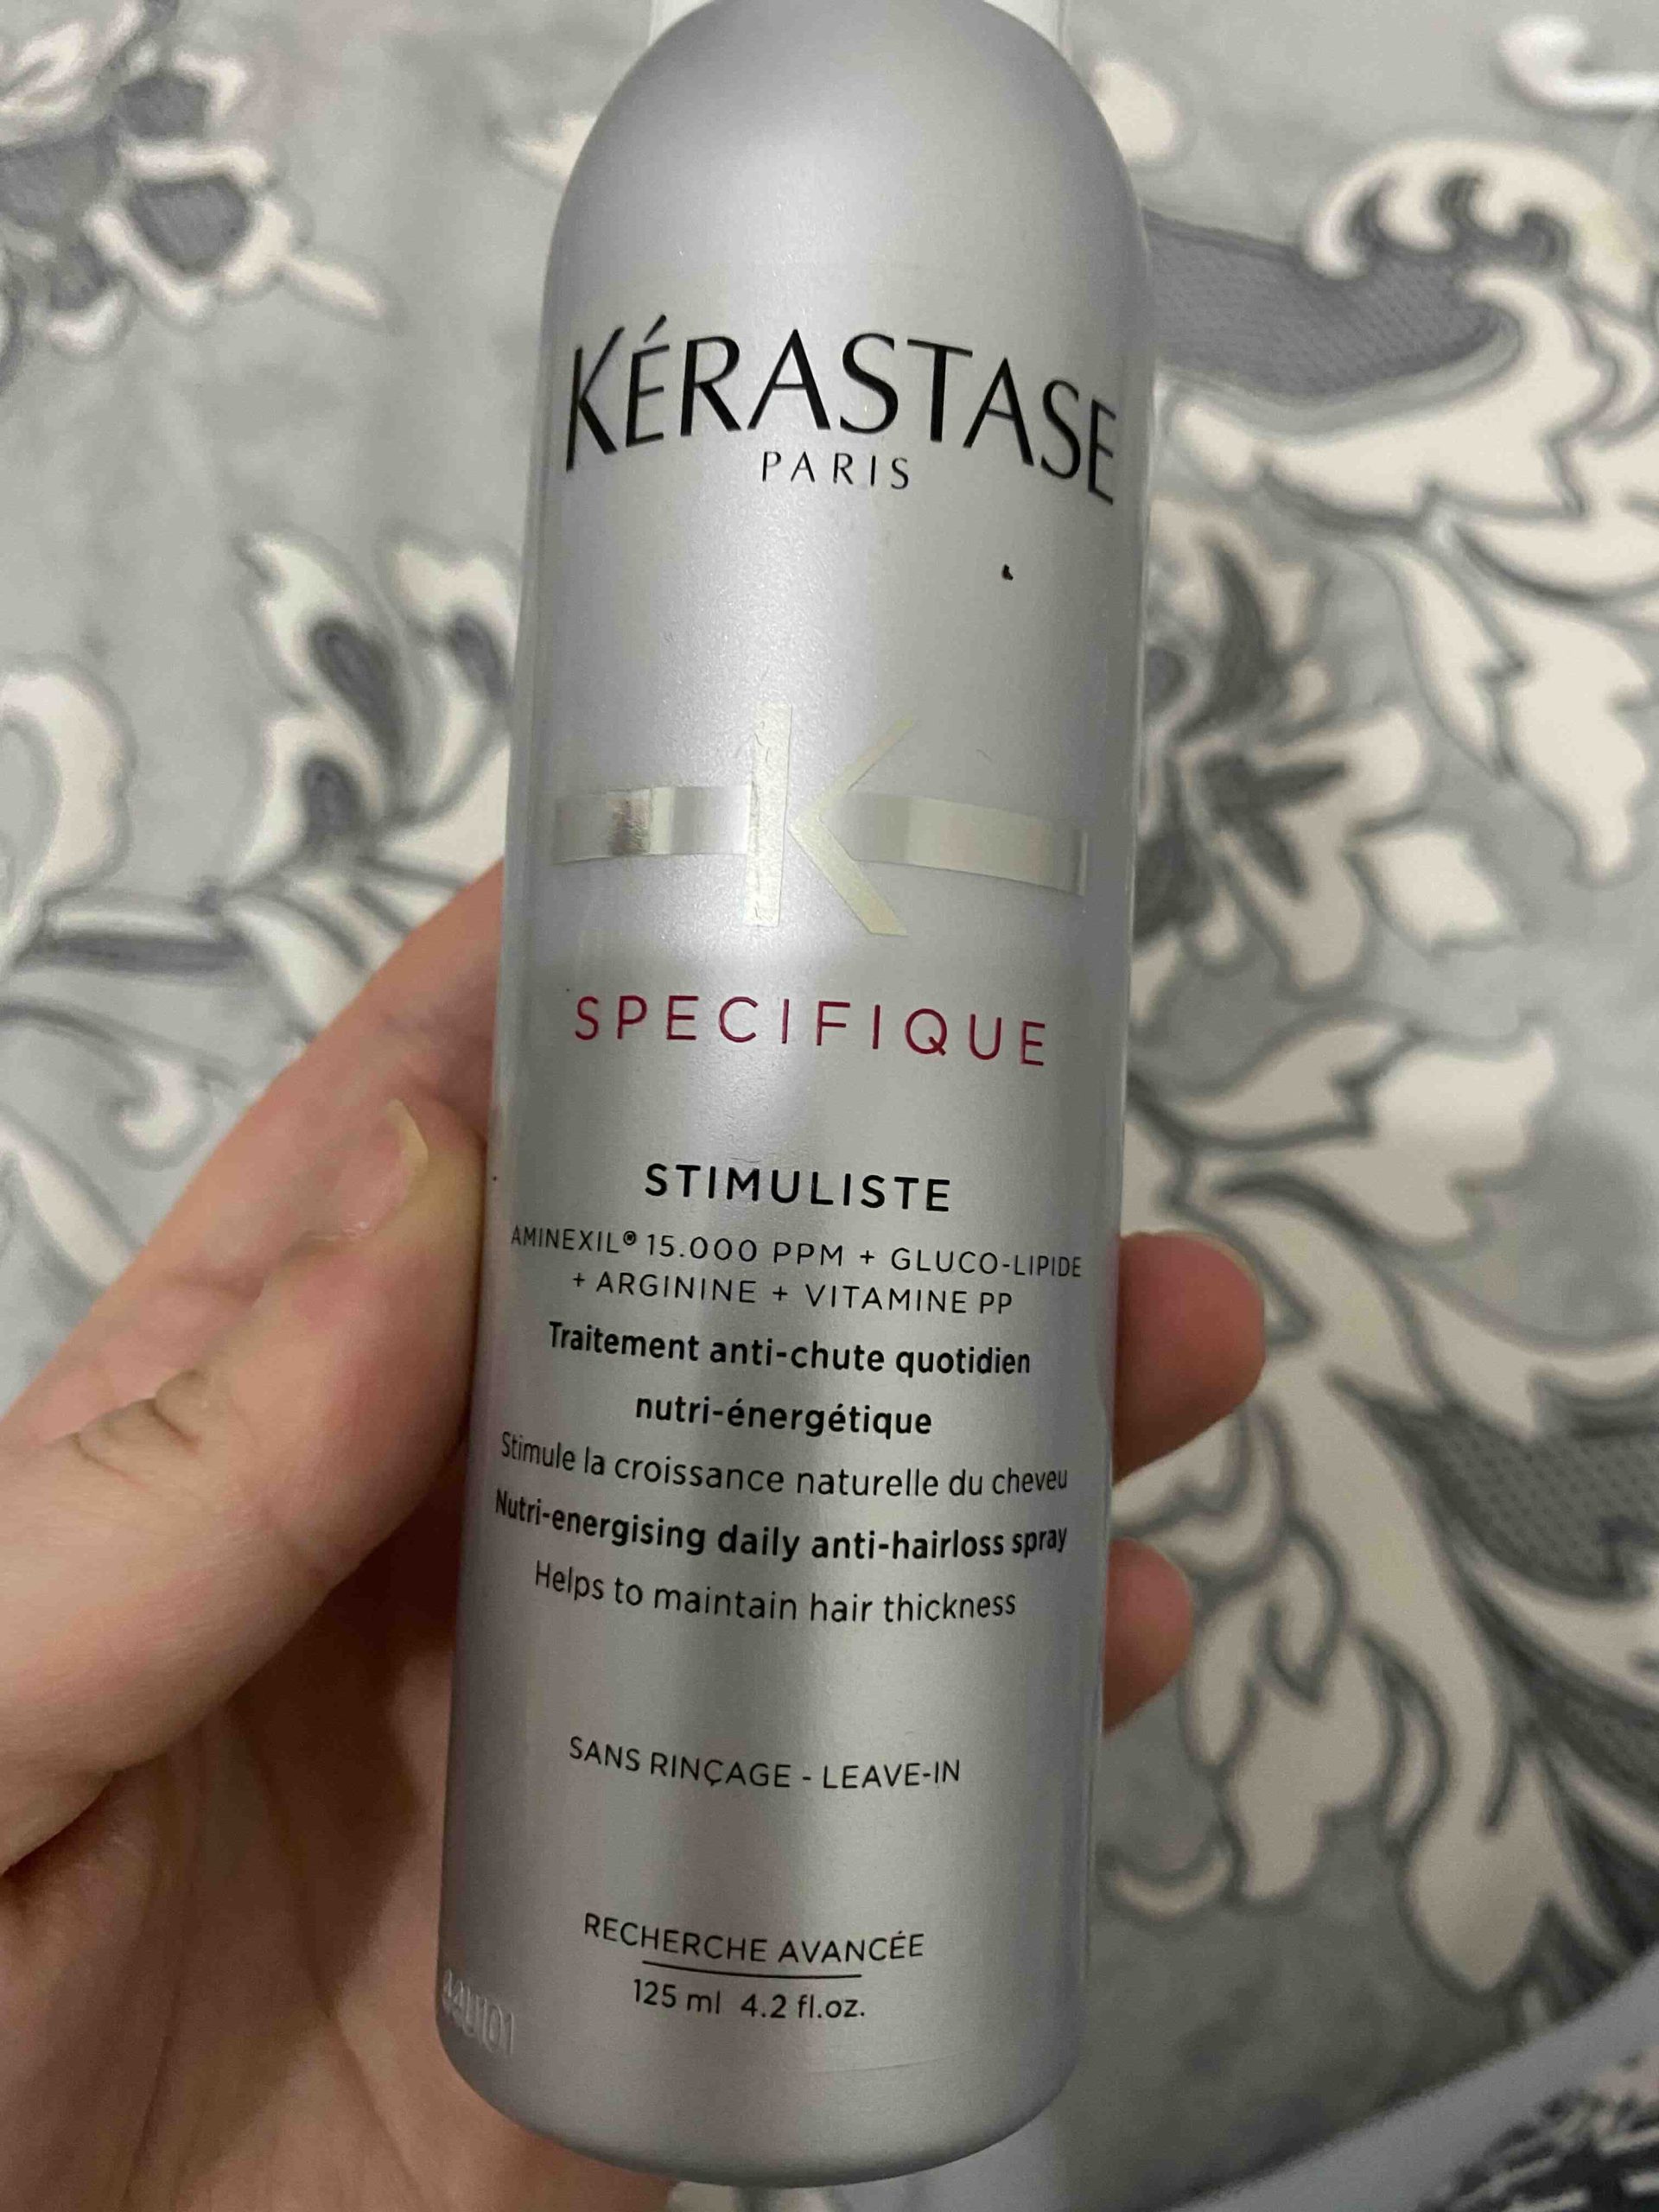 KÉRASTASE
PARIS
K
SPECIFIQUE
STIMULISTE
AMINEXIL® 15.000 PPM + GLUCO-LIPIDE
+ ARGININE + VITAMINE PP
Traitement anti-chute quotidien
nutri-énergétique
Stimule la croissance naturelle du cheveu
Nutri-energising daily anti-hairloss spray
Helps to maintain hair thickness
SANS RINÇAGE - LEAVE-IN
RECHERCHE AVANCÉE
125 ml 4.2 fl.oz.